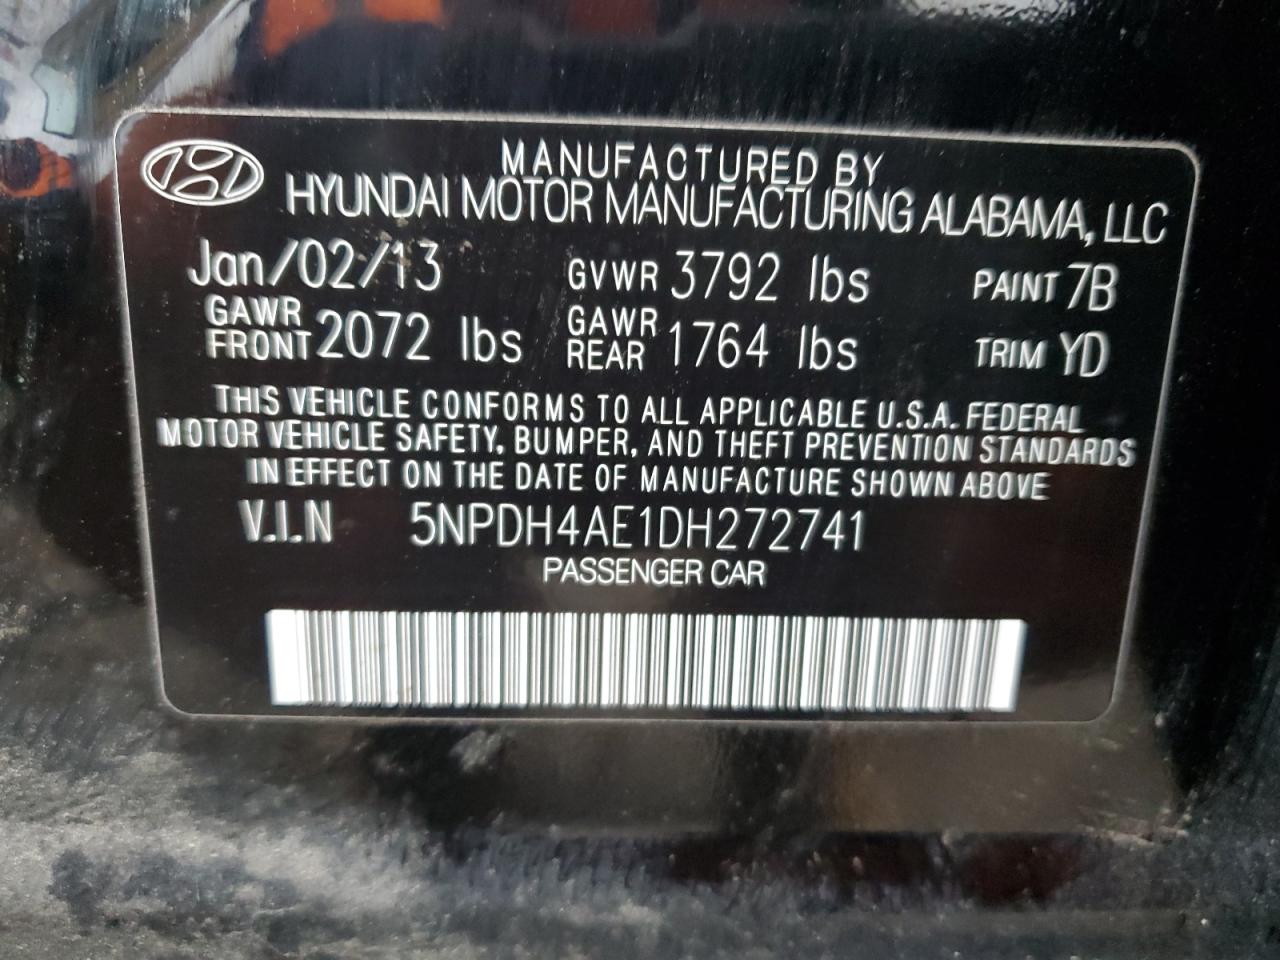 MANUFACTURED BY
HYUNDAI MOTOR MANUFACTURING ALABAMA, LLC
Jan/02/13 GVWR 3792 lbs PAINT 7B
GAWR FRONT 2072 lbs GAWR REAR 1764 lbs TRIM YD
THIS VEHICLE CONFORMS TO ALL APPLICABLE U.S.A. FEDERAL
MOTOR VEHICLE SAFETY, BUMPER, AND THEFT PREVENTION STANDARDS
IN EFFECT ON THE DATE OF MANUFACTURE SHOWN ABOVE
V.I.N 5NPDH4AE1DH272741
PASSENGER CAR